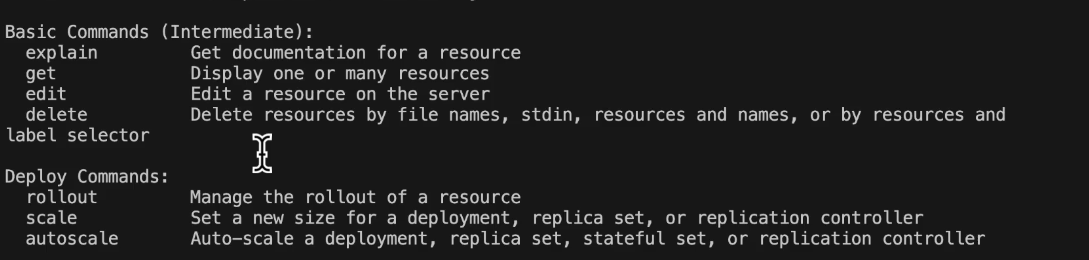 Basic Commands (Intermediate):
  explain         Get documentation for a resource
  get             Display one or many resources
  edit            Edit a resource on the server
  delete          Delete resources by file names, stdin, resources and names, or by resources and
label selector

Deploy Commands:
  rollout         Manage the rollout of a resource
  scale           Set a new size for a deployment, replica set, or replication controller
  autoscale       Auto-scale a deployment, replica set, stateful set, or replication controller